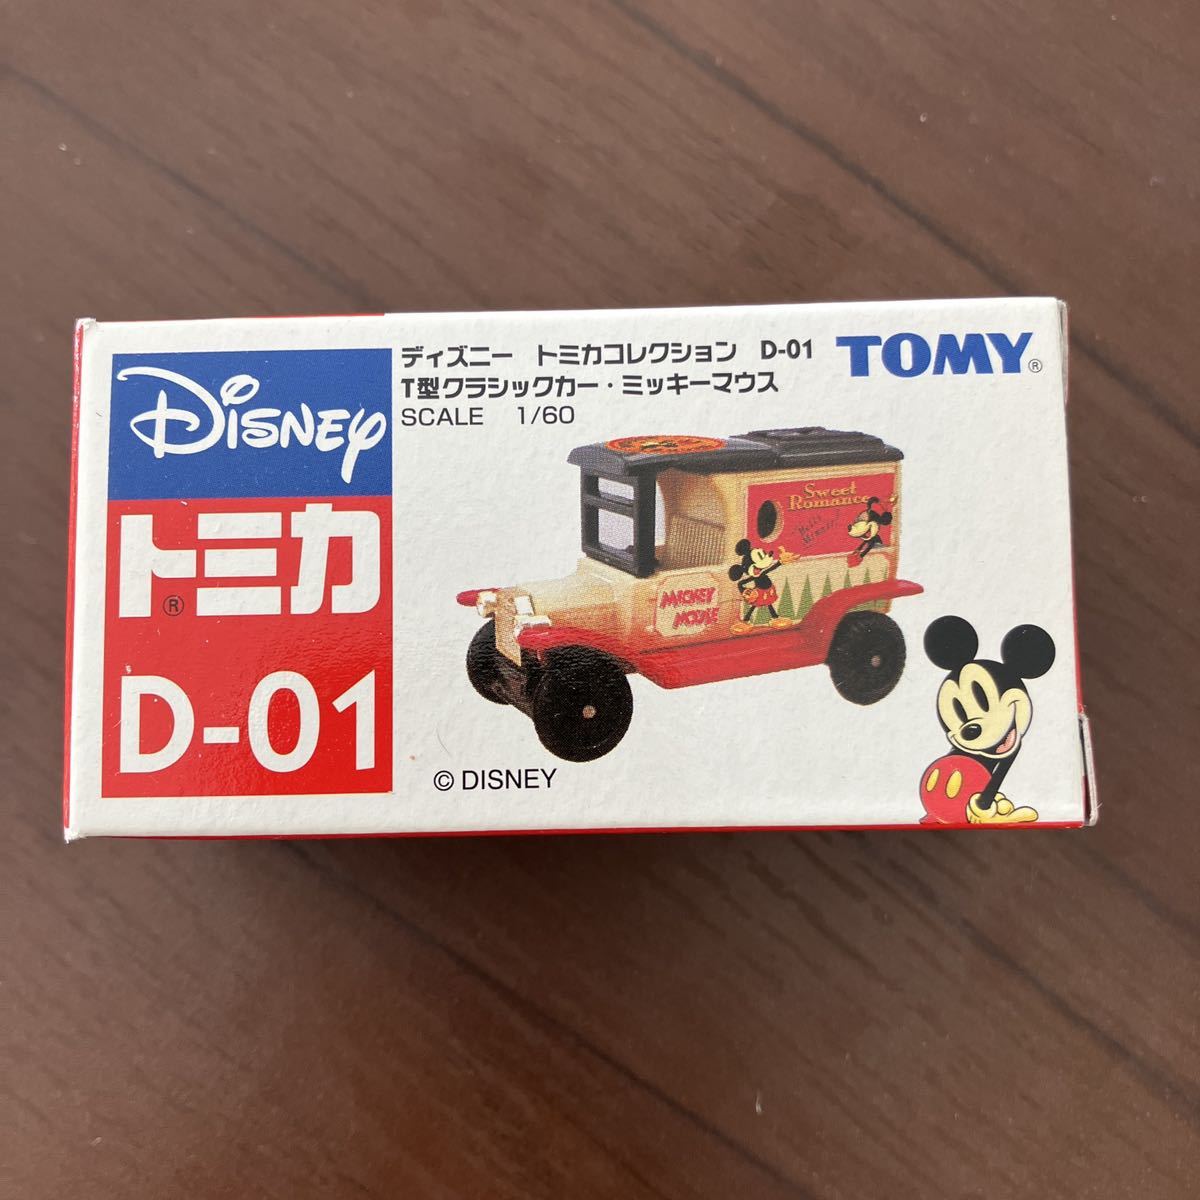 DISNEY
トミカ®
D-01
ディズニー トミカコレクション D-01
T型クラシックカー・ミッキーマウス
SCALE 1/60
TOMY®
Sweet
Romance
Hello
Minnie!
MICKEY
MOUSE
© DISNEY